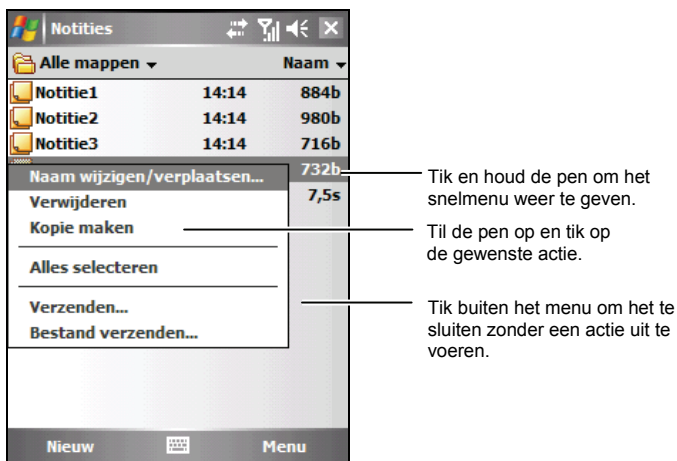 Notities
Alle mappen Naam
Notitie1 14:14 884b
Notitie2 14:14 980b
Notitie3 14:14 716b
732b
7,5s
Naam wijzigen/verplaatsen...
Verwijderen
Kopie maken
Alles selecteren
Verzenden...
Bestand verzenden...
Nieuw Menu
Tik en houd de pen om het
snelmenu weer te geven.
Til de pen op en tik op
de gewenste actie.
Tik buiten het menu om het te
sluiten zonder een actie uit te
voeren.